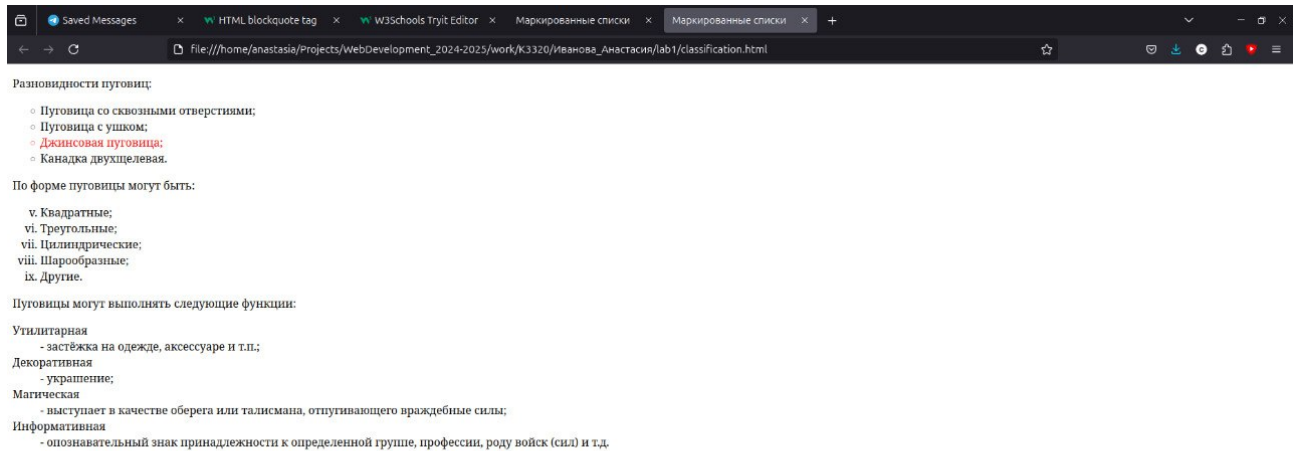 Saved Messages
HTML blockquote tag
W3Schools Tryit Editor
Маркированные списки
Маркированные списки
file:///home/anastasia/Projects/WebDevelopment_2024-2025/work/K3320/Иванова_Анастасия/lab1/classification.html
Разновидности пуговиц:
Пуговица со сквозными отверстиями;
Пуговица с ушком;
Джинсовая пуговица;
Канадка двухщелевая.
По форме пуговицы могут быть:
v. Квадратные;
vi. Треугольные;
vii. Цилиндрические;
viii. Шарообразные;
ix. Другие.
Пуговицы могут выполнять следующие функции:
Утилитарная
- застёжка на одежде, аксессуаре и т.п.;
Декоративная
- украшение;
Магическая
- выступает в качестве оберега или талисмана, отпугивающего враждебные силы;
Информативная
- опознавательный знак принадлежности к определенной группе, профессии, роду войск (сил) и т.д.